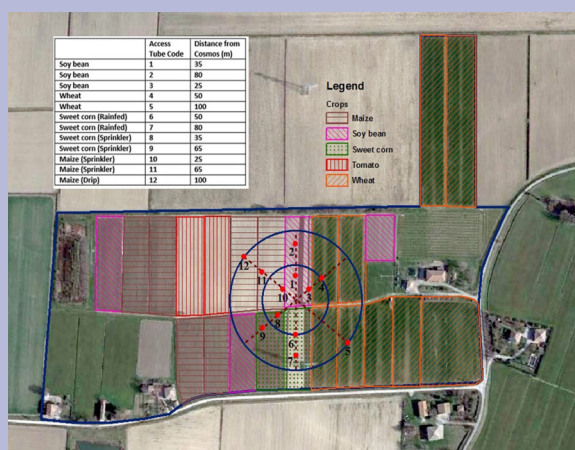 Access Tube Code Distance from Cosmos (m)
Soy bean 1 35
Soy bean 2 80
Soy bean 3 25
Wheat 4 50
Wheat 5 100
Sweet corn (Rainfed) 6 50
Sweet corn (Rainfed) 7 80
Sweet corn (Sprinkler) 8 35
Sweet corn (Sprinkler) 9 65
Maize (Sprinkler) 10 25
Maize (Sprinkler) 11 65
Maize (Drip) 12 100
Legend
Crops
Maize
Soy bean
Sweet corn
Tomato
Wheat
2
12
11
1
4
10
3
8
9
6
5
7